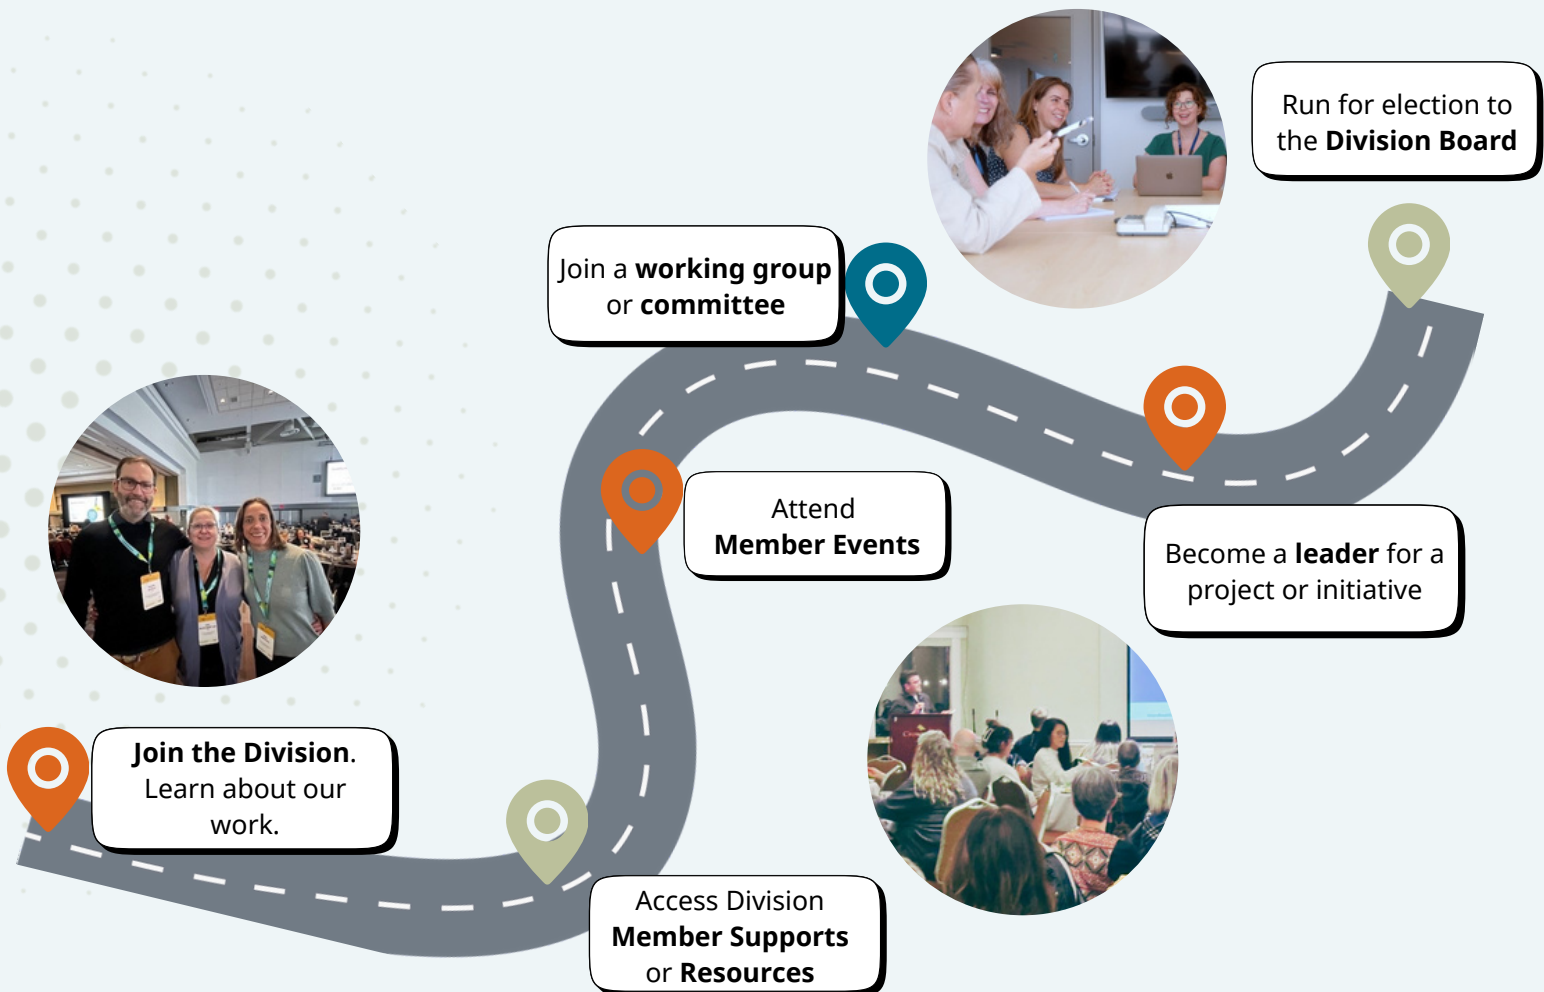 Run for election to
the Division Board
Join a working group
or committee
Attend
Member Events
Become a leader for a
project or initiative
Join the Division.
Learn about our
work.
Access Division
Member Supports
or Resources